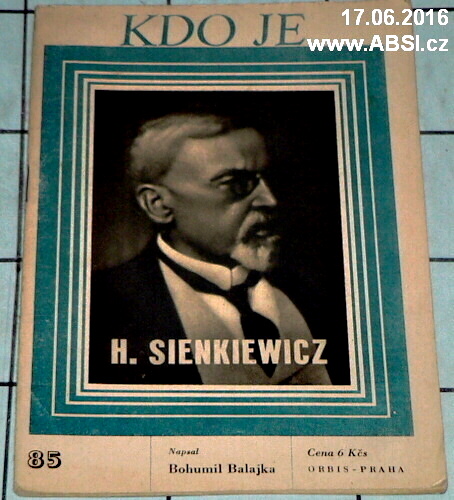 17.06.2016
www.ABSI.cz
KDO JE
H. SIENKIEWICZ
85
Napsal
Bohumil Balajka
Cena 6 Kčs
ORBIS - PRAHA